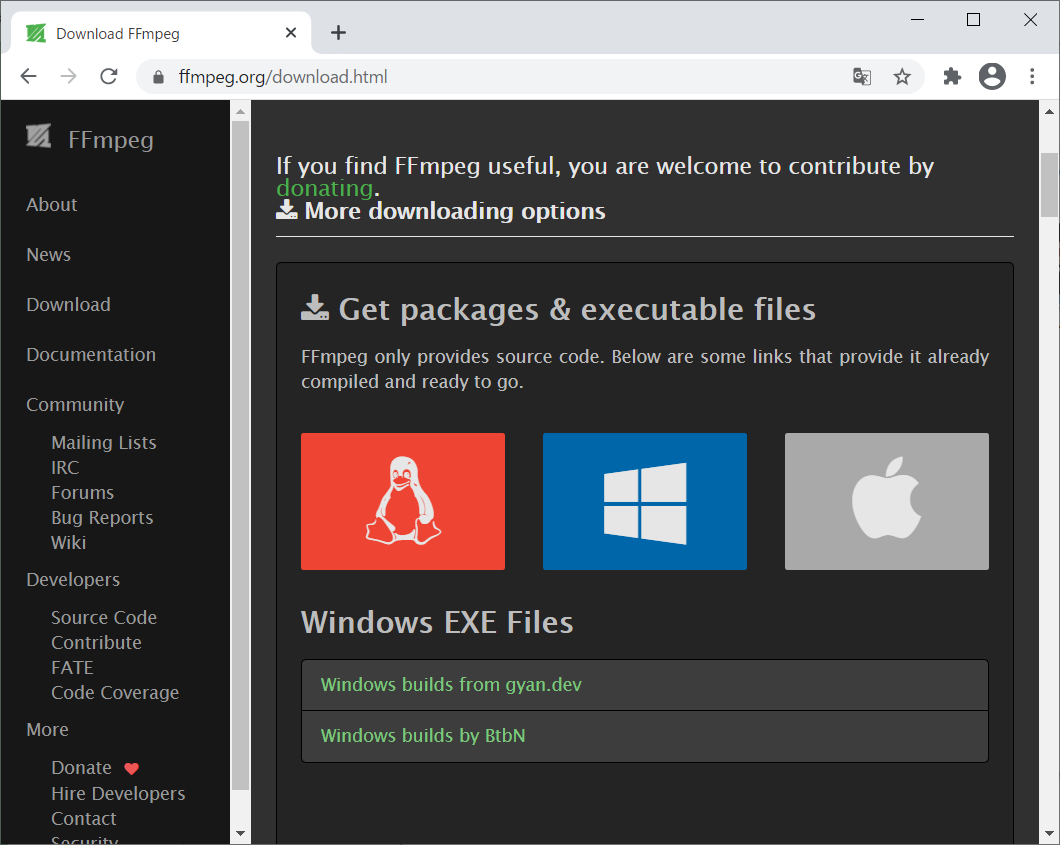 Download FFmpeg
ffmpeg.org/download.html
FFmpeg
About
News
Download
Documentation
Community
Mailing Lists
IRC
Forums
Bug Reports
Wiki
Developers
Source Code
Contribute
FATE
Code Coverage
More
Donate
Hire Developers
Contact
Security
If you find FFmpeg useful, you are welcome to contribute by
donating.
More downloading options
Get packages & executable files
FFmpeg only provides source code. Below are some links that provide it already
compiled and ready to go.
Windows EXE Files
Windows builds from gyan.dev
Windows builds by BtbN